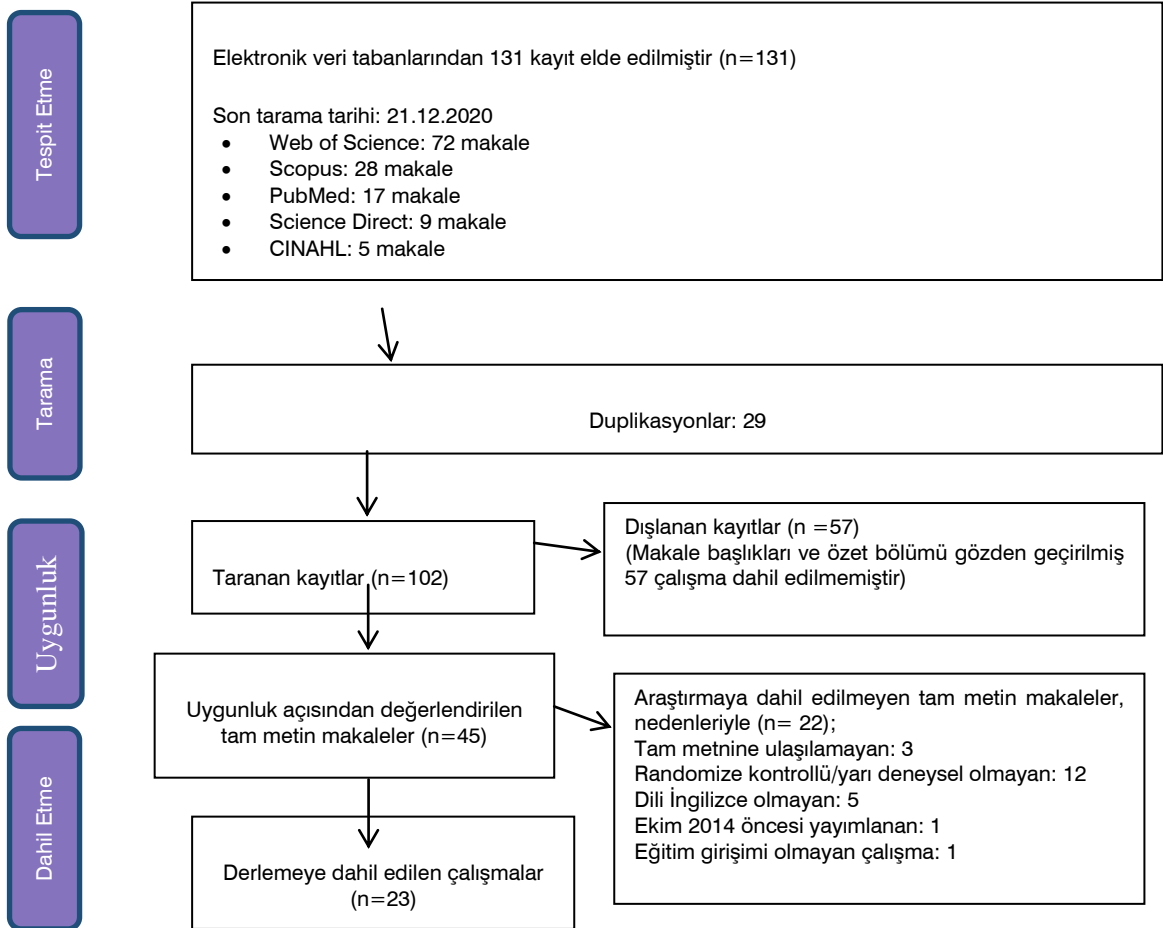 Tespit Etme
Elektronik veri tabanlarından 131 kayıt elde edilmiştir (n=131)
Son tarama tarihi: 21.12.2020
• Web of Science: 72 makale
• Scopus: 28 makale
• PubMed: 17 makale
• Science Direct: 9 makale
• CINAHL: 5 makale
Tarama
Duplikasyonlar: 29
Uygunluk
Taranan kayıtlar (n=102)
Dışlanan kayıtlar (n =57)
(Makale başlıkları ve özet bölümü gözden geçirilmiş
57 çalışma dahil edilmemiştir)
Uygunluk açısından değerlendirilen
tam metin makaleler (n=45)
Araştırmaya dahil edilmeyen tam metin makaleler,
nedenleriyle (n= 22);
Tam metnine ulaşılamayan: 3
Randomize kontrollü/yarı deneysel olmayan: 12
Dili İngilizce olmayan: 5
Ekim 2014 öncesi yayımlanan: 1
Eğitim girişimi olmayan çalışma: 1
Dahil Etme
Derlemeye dahil edilen çalışmalar
(n=23)